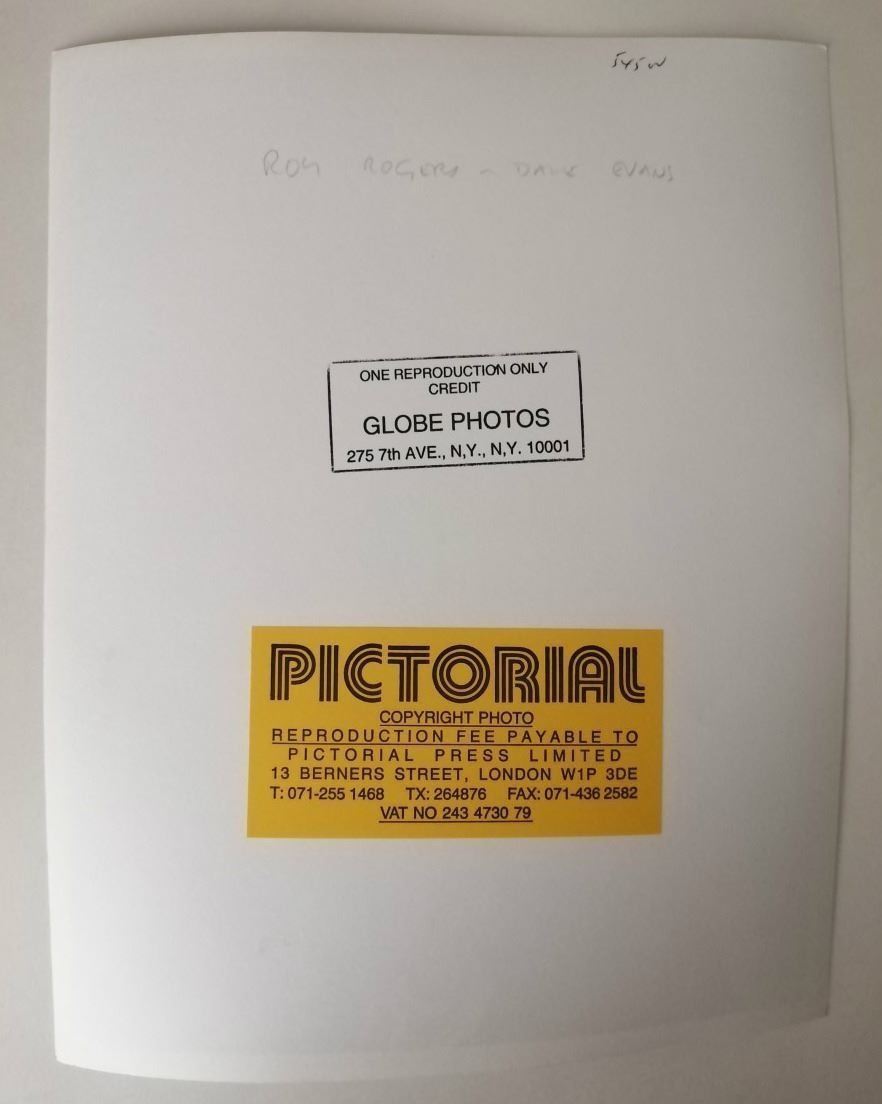 545W
ROY ROGERS - DALE EVANS
ONE REPRODUCTION ONLY
CREDIT
GLOBE PHOTOS
275 7th AVE., N,Y., N,Y. 10001
PICTORIAL
COPYRIGHT PHOTO
REPRODUCTION FEE PAYABLE TO
PICTORIAL PRESS LIMITED
13 BERNERS STREET, LONDON W1P 3DE
T: 071-255 1468 TX: 264876 FAX: 071-436 2582
VAT NO 243 4730 79